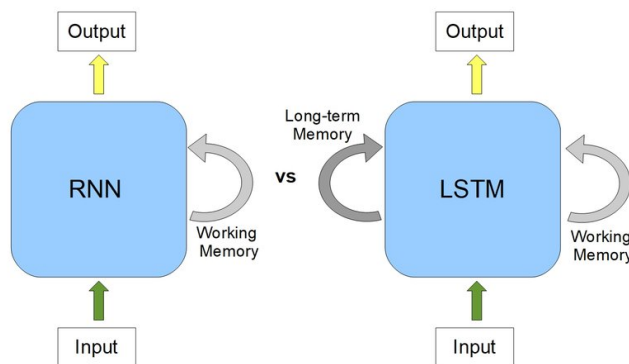 Output
RNN
Working
Memory
Input
vs
Output
Long-term
Memory
LSTM
Working
Memory
Input